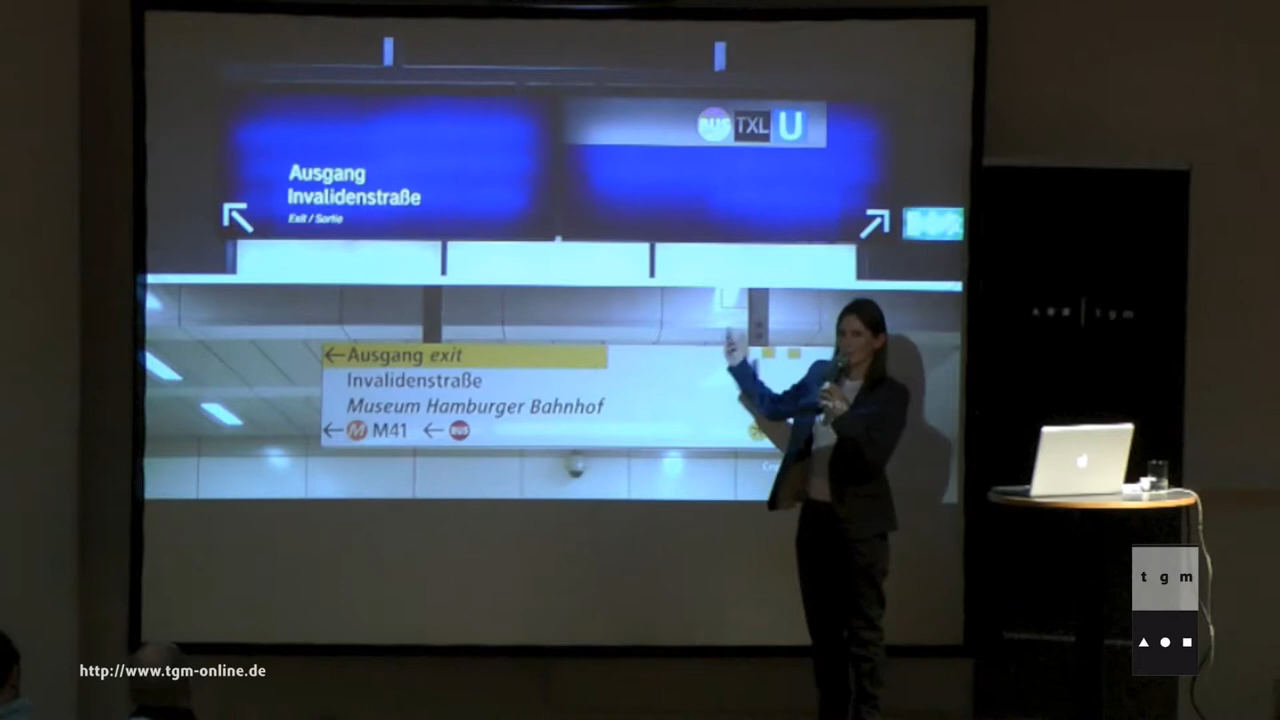 BUS TXL U
Ausgang
Invalidenstraße
Exit / Sortie
←Ausgang exit
Invalidenstraße
Museum Hamburger Bahnhof
←M M41 ←BUS
tgm
t g m
http://www.tgm-online.de